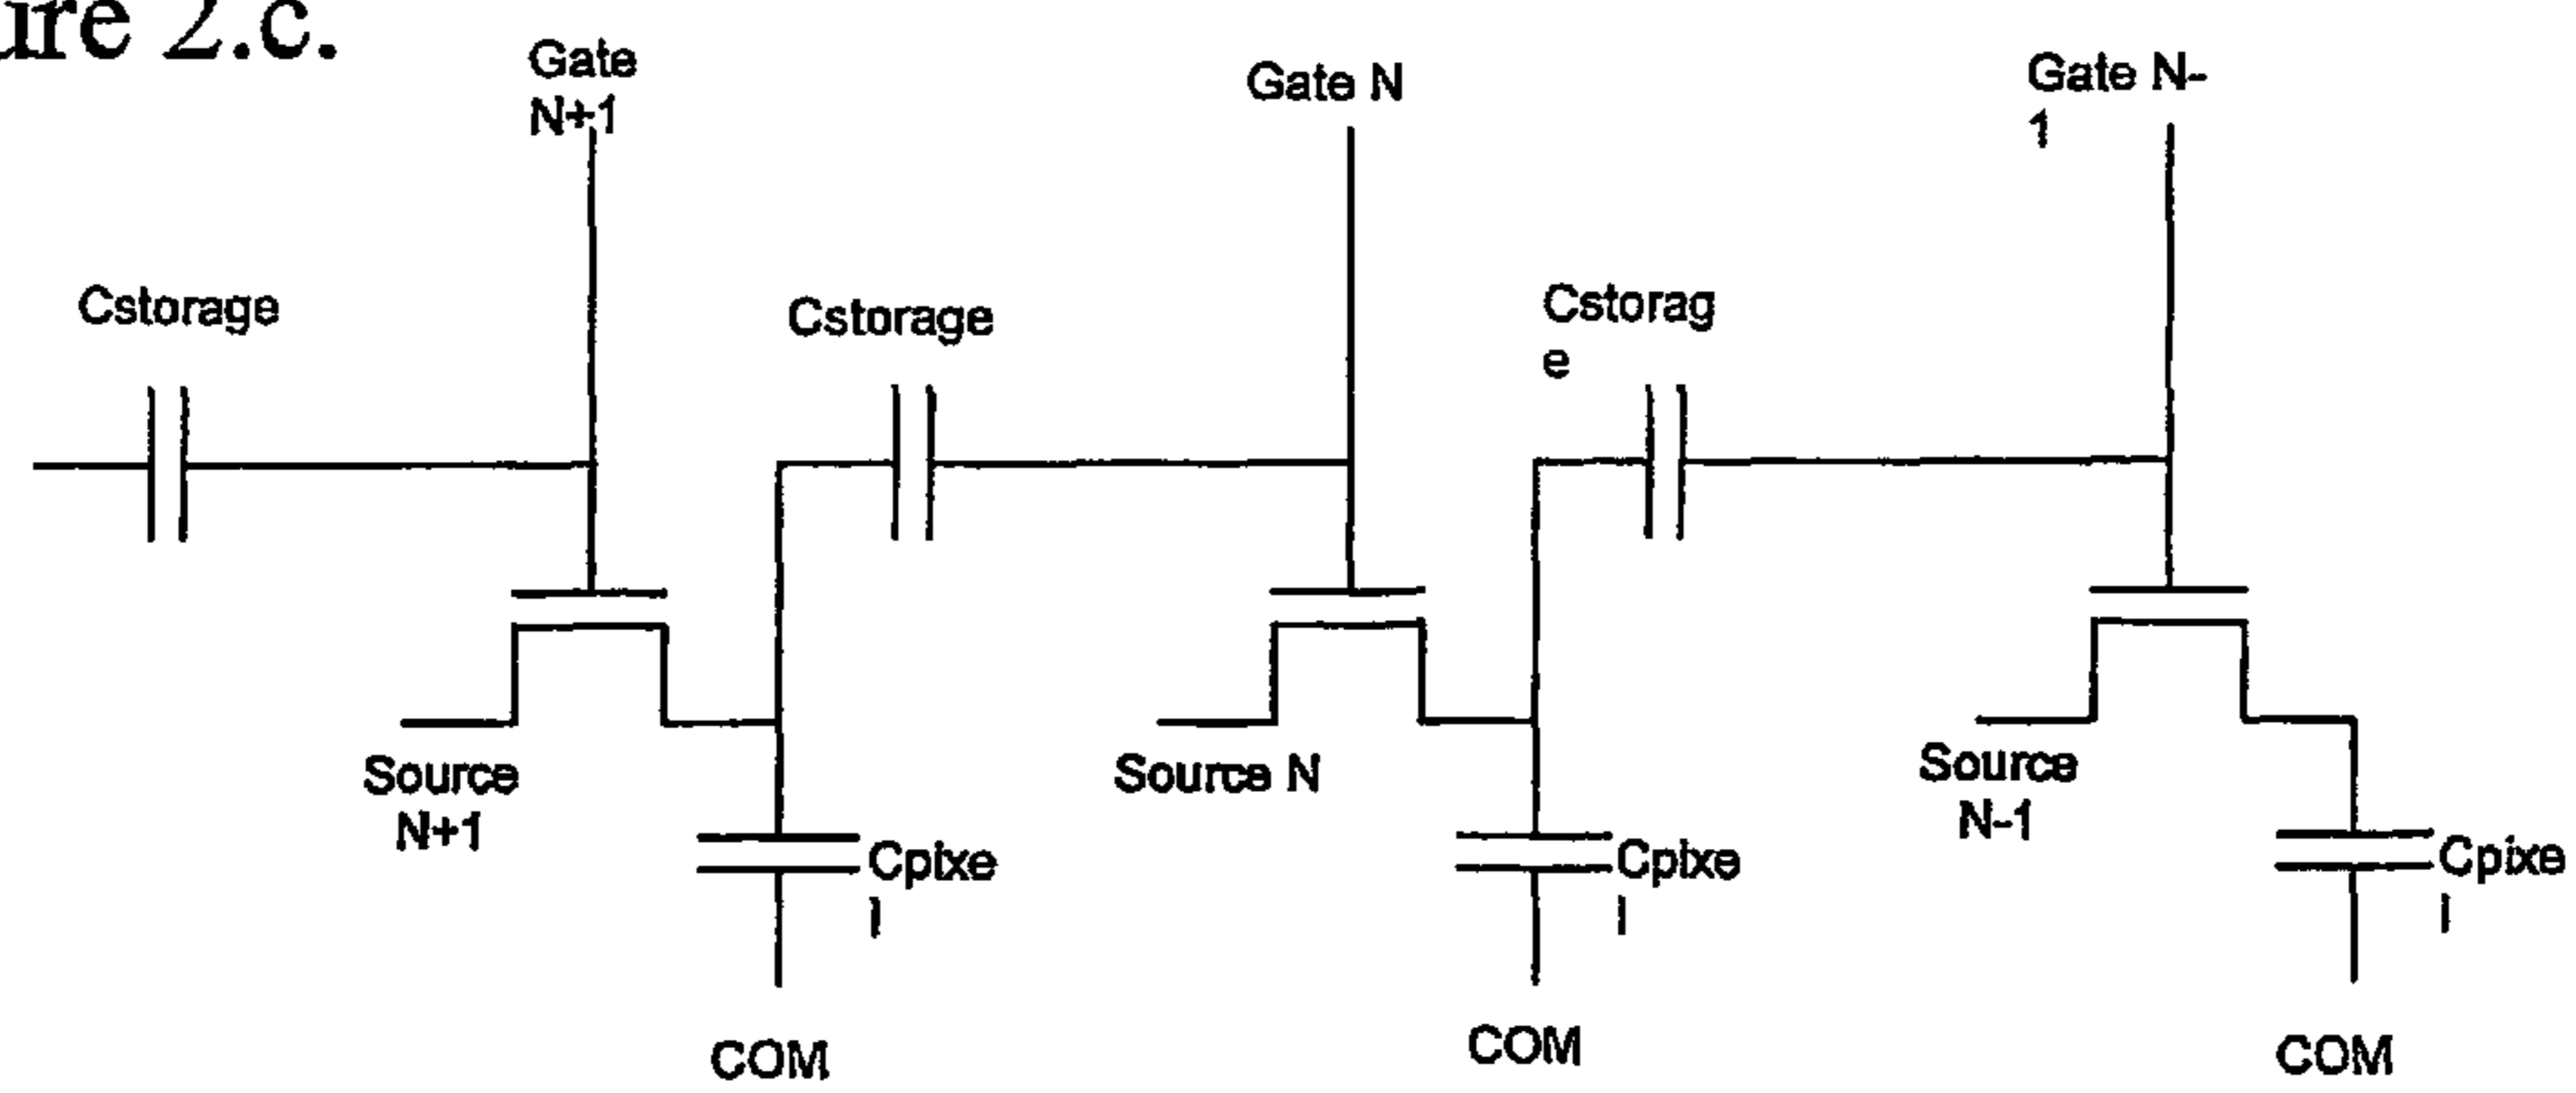 ure 2.c.
Gate
N+1
Gate N
Gate N-
1
Cstorage
Cstorage
Cstorag
e
Source
N+1
Source N
Source
N-1
Cpixe
l
Cpixe
l
Cpixe
l
COM
COM
COM